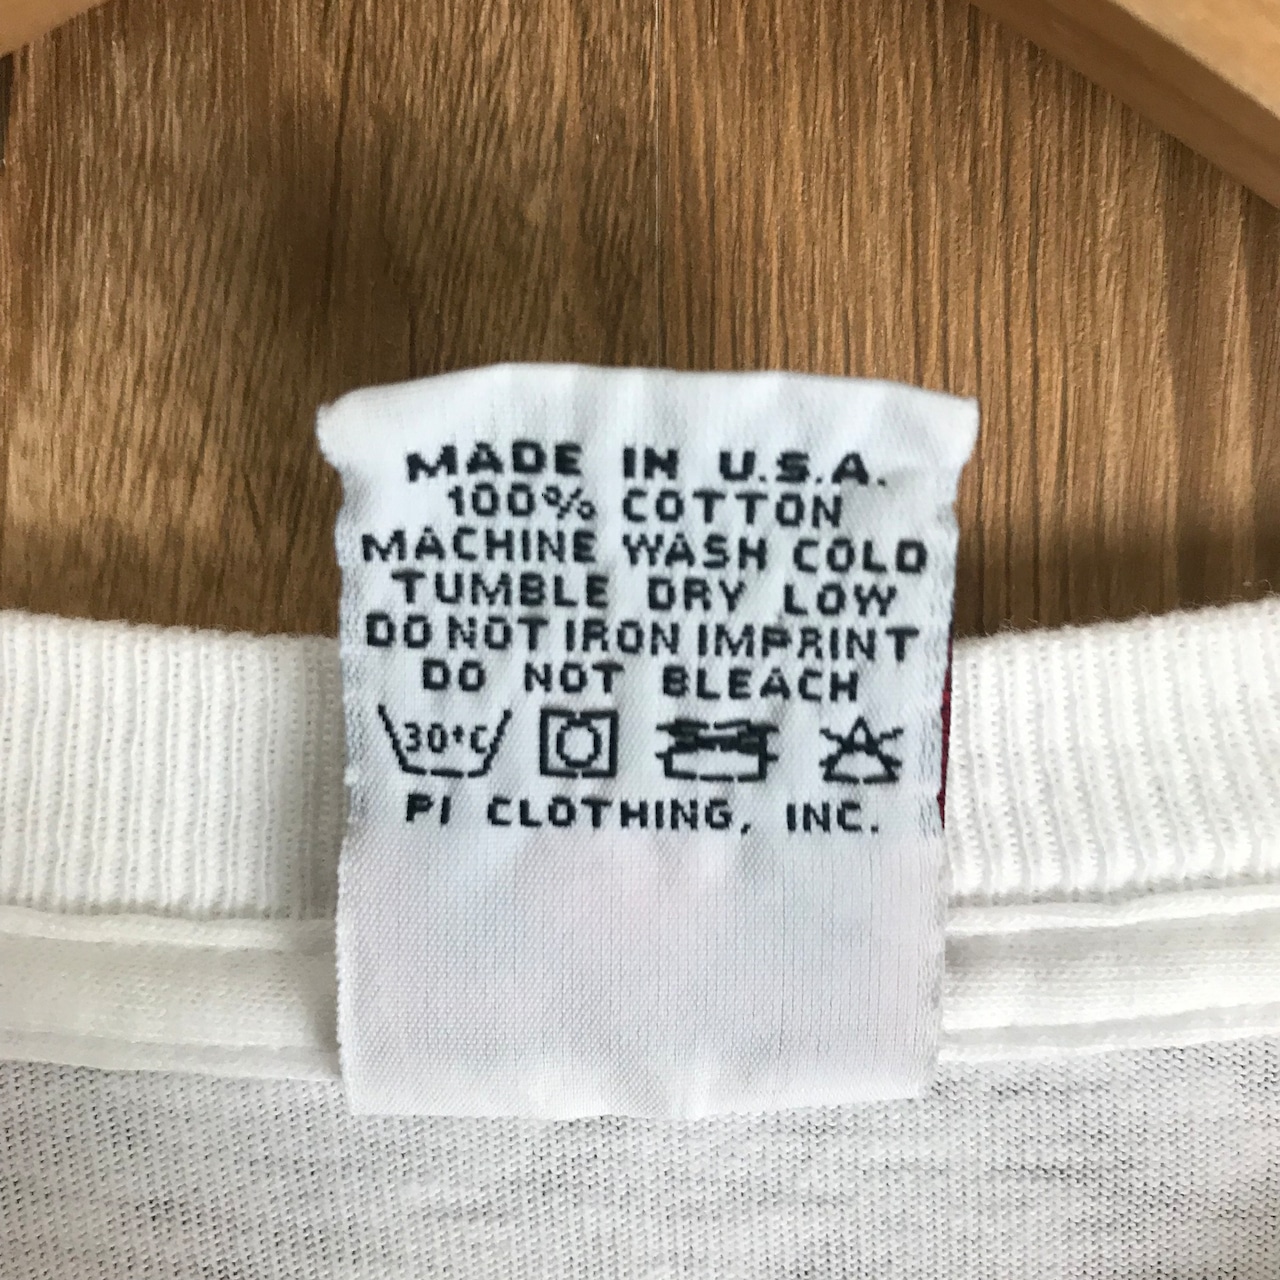 MADE IN U.S.A.
100% COTTON
MACHINE WASH COLD
TUMBLE DRY LOW
DO NOT IRON IMPRINT
DO NOT BLEACH
30°C
PI CLOTHING, INC.